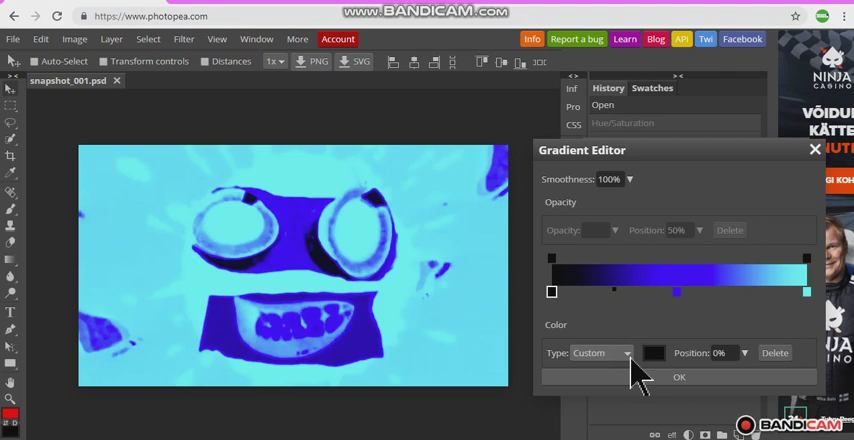 www.BANDICAM.com
https://www.photopea.com
File Edit Image Layer Select Filter View Window More Account
Info Report a bug Learn Blog API Twi Facebook
Auto-Select Transform controls Distances 1x PNG SVG
snapshot_001.psd
Inf
Pro
CSS
History Swatches
Open
Hue/Saturation
NINJA
CASINO
VÕIDU
KÄTTE
Gradient Editor
Smoothness: 100%
Opacity
Opacity: Position: 50% Delete
Color
Type: Custom Position: 0% Delete
OK
eff
BANDICAM